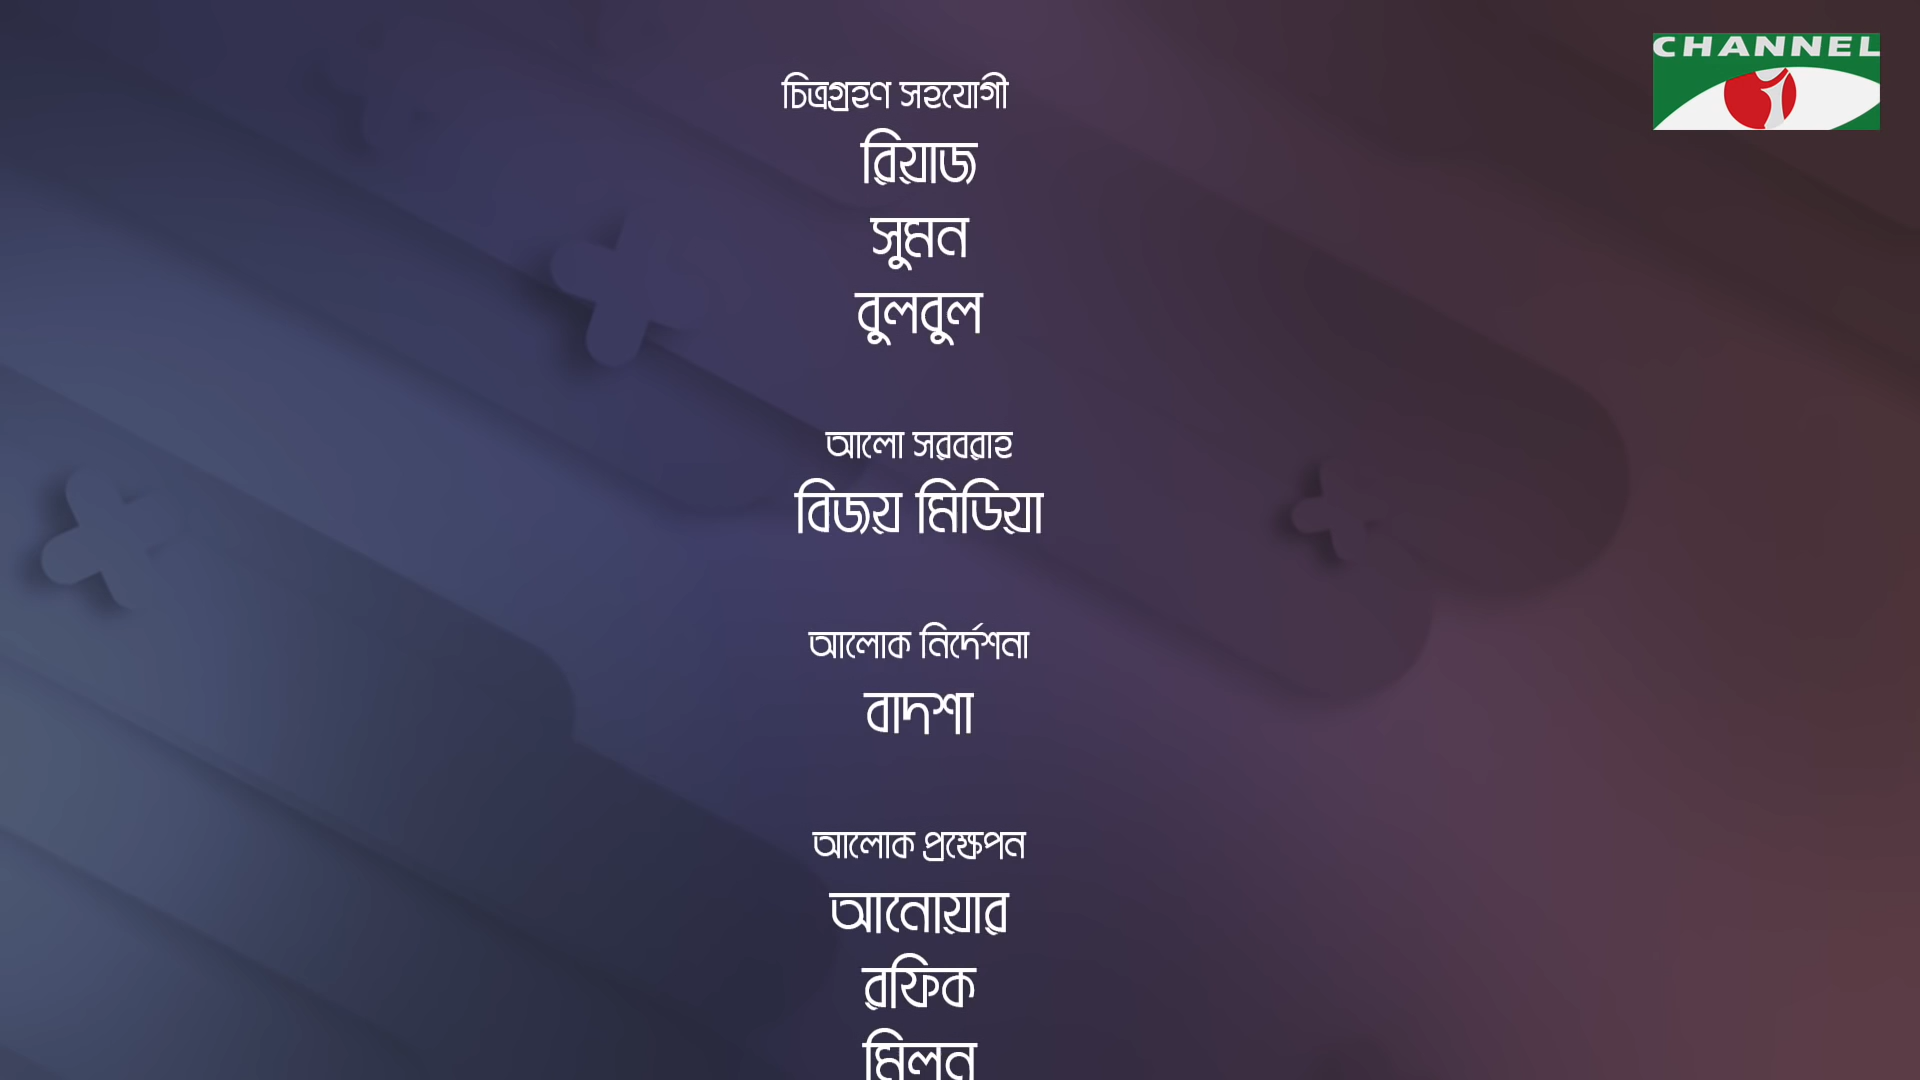 CHANNEL
চিত্রগ্রহণ সহযোগী
রিয়াজ
সুমন
বুলবুল
আলো সরবরাহ
বিজয় মিডিয়া
আলোক নির্দেশনা
বাদশা
আলোক প্রক্ষেপন
আনোয়ার
রফিক
মিলন